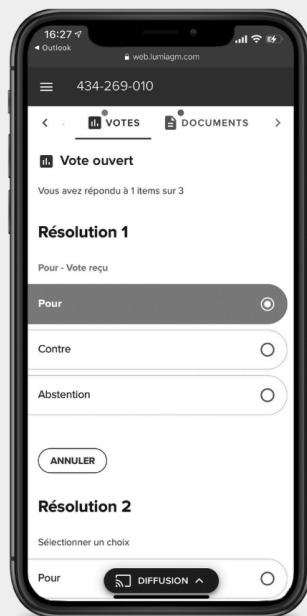 16:27
◀ Outlook
web.lumiagm.com
434-269-010
VOTES
DOCUMENTS
Vote ouvert
Vous avez répondu à 1 items sur 3
Résolution 1
Pour - Vote reçu
Pour
Contre
Abstention
ANNULER
Résolution 2
Sélectionner un choix
Pour
DIFFUSION